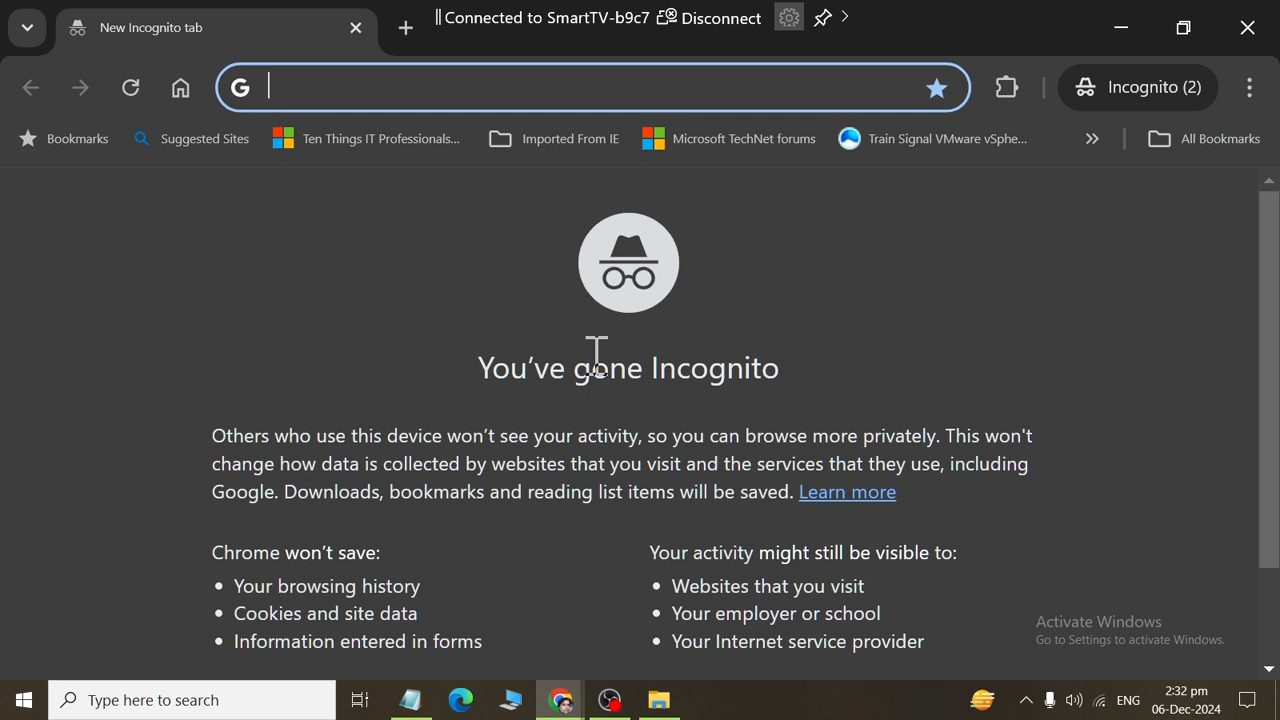 New Incognito tab
Connected to SmartTV-b9c7 Disconnect
Incognito (2)
Bookmarks
Suggested Sites
Ten Things IT Professionals...
Imported From IE
Microsoft TechNet forums
Train Signal VMware vSphe...
All Bookmarks
You've gone Incognito
Others who use this device won't see your activity, so you can browse more privately. This won't
change how data is collected by websites that you visit and the services that they use, including
Google. Downloads, bookmarks and reading list items will be saved. Learn more
Chrome won't save:
• Your browsing history
• Cookies and site data
• Information entered in forms
Your activity might still be visible to:
• Websites that you visit
• Your employer or school
• Your Internet service provider
Activate Windows
Go to Settings to activate Windows.
Type here to search
ENG
2:32 pm
06-Dec-2024